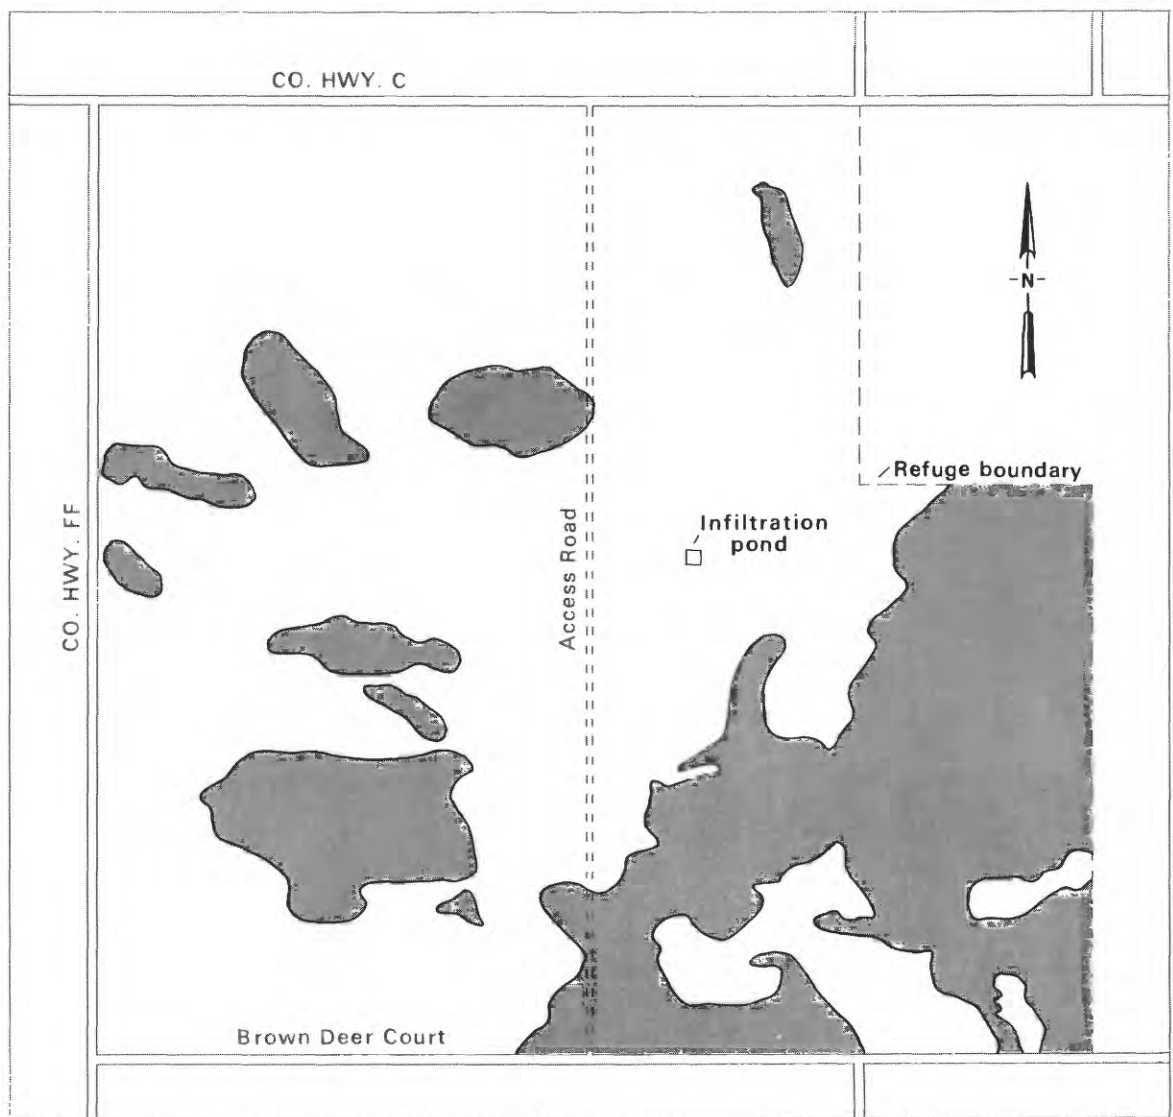 CO. HWY. C
-N-
Refuge boundary
Infiltration
pond
CO. HWY. FF
Access Road
Brown Deer Court